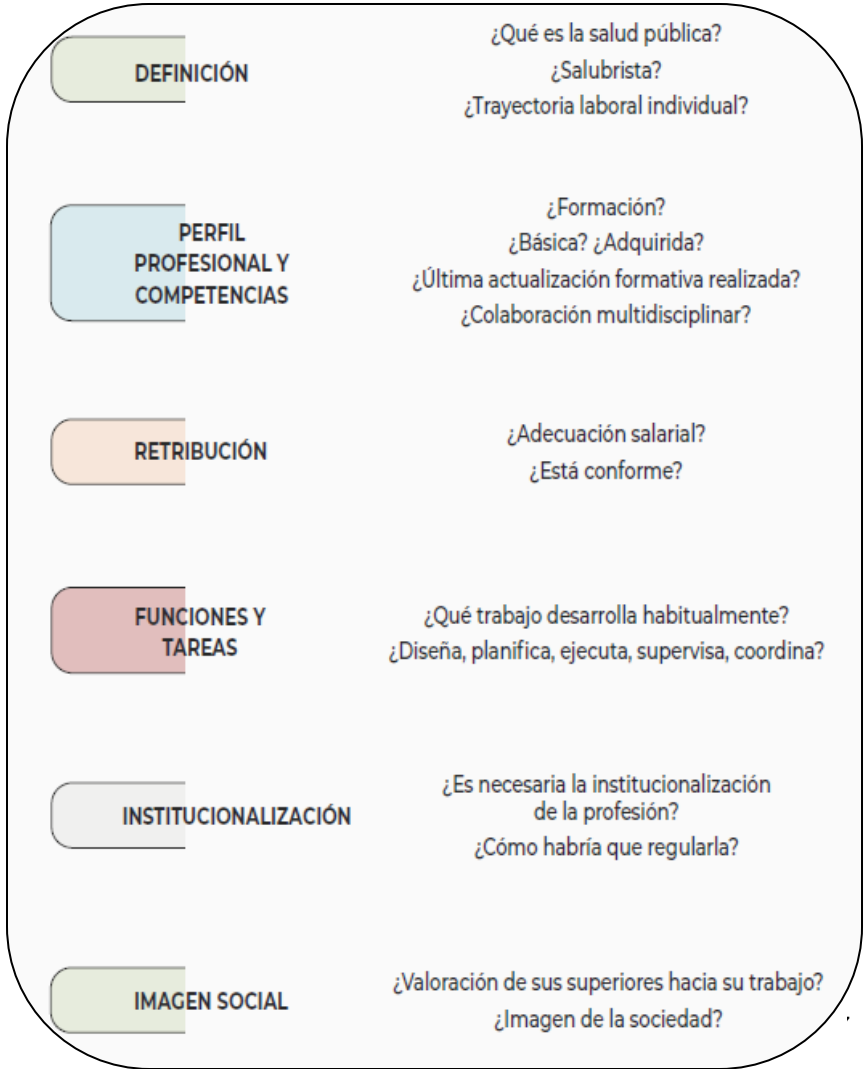 DEFINICIÓN
¿Qué es la salud pública?
¿Salubrista?
¿Trayectoria laboral individual?
PERFIL
PROFESIONAL Y
COMPETENCIAS
¿Formación?
¿Básica? ¿Adquirida?
¿Última actualización formativa realizada?
¿Colaboración multidisciplinar?
RETRIBUCIÓN
¿Adecuación salarial?
¿Está conforme?
FUNCIONES Y
TAREAS
¿Qué trabajo desarrolla habitualmente?
¿Diseña, planifica, ejecuta, supervisa, coordina?
INSTITUCIONALIZACIÓN
¿Es necesaria la institucionalización
de la profesión?
¿Cómo habría que regularla?
IMAGEN SOCIAL
¿Valoración de sus superiores hacia su trabajo?
¿Imagen de la sociedad?